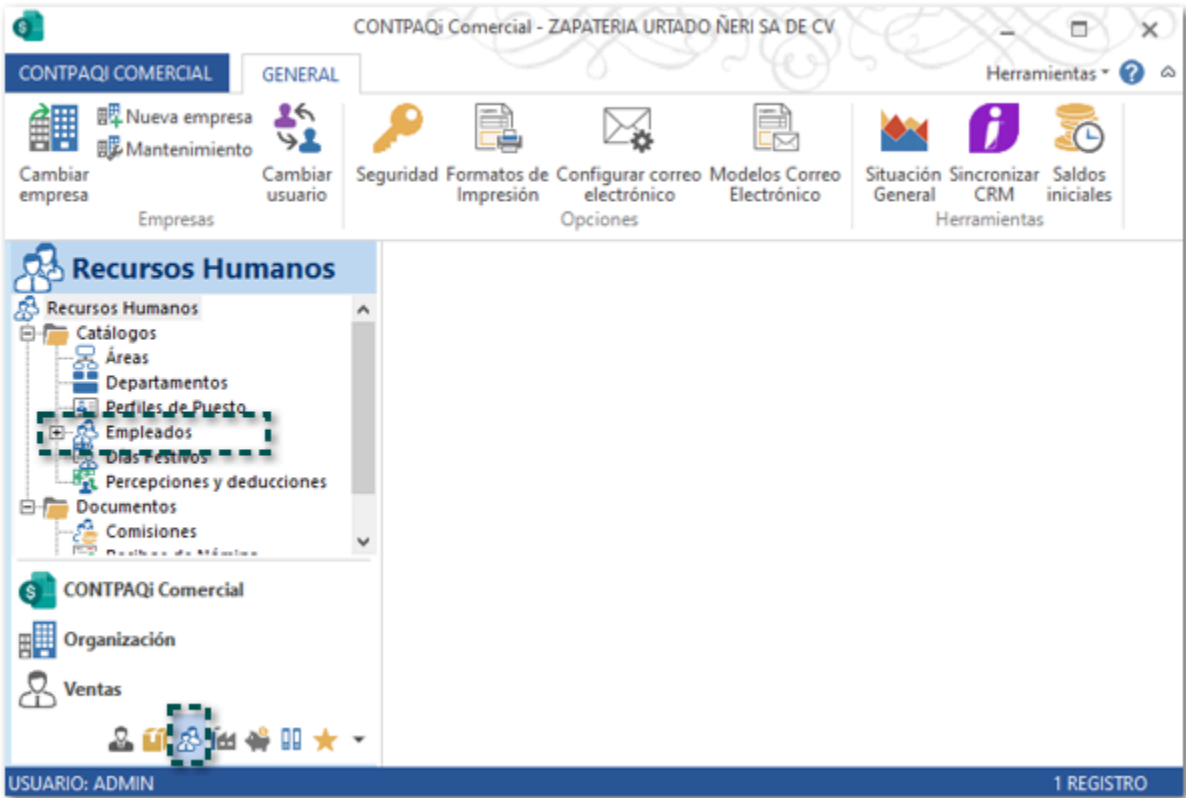 CONTPAQi Comercial - ZAPATERIA URTADO ÑERI SA DE CV
CONTPAQI COMERCIAL
GENERAL
Herramientas
Cambiar
empresa
Nueva empresa
Mantenimiento
Cambiar
usuario
Empresas
Seguridad
Formatos de
Impresión
Configurar correo
electrónico
Modelos Correo
Electrónico
Opciones
Situación
General
Sincronizar
CRM
Saldos
iniciales
Herramientas
Recursos Humanos
Recursos Humanos
Catálogos
Áreas
Departamentos
Perfiles de Puesto
Empleados
Días Festivos
Percepciones y deducciones
Documentos
Comisiones
Recibos de Nómina
CONTPAQi Comercial
Organización
Ventas
USUARIO: ADMIN
1 REGISTRO